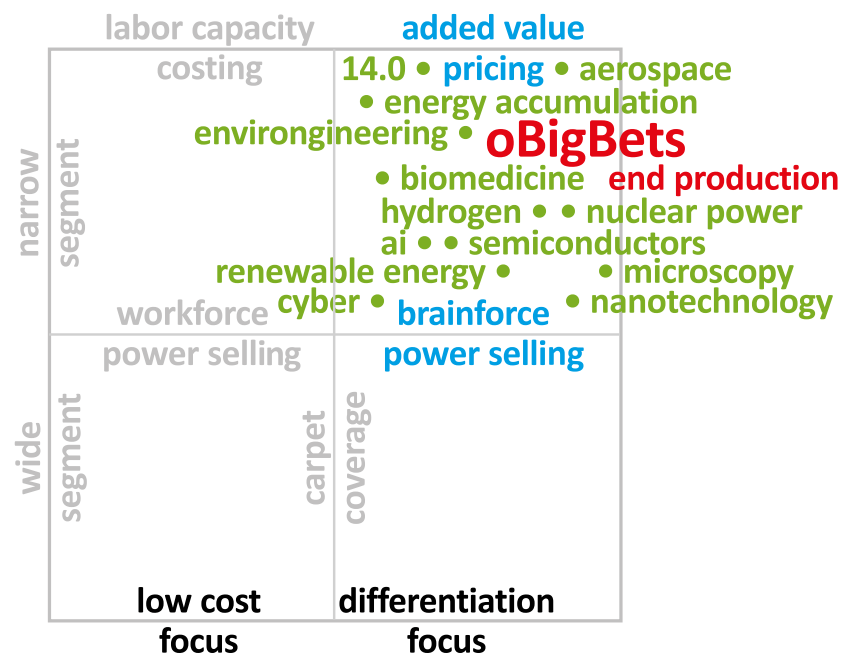 labor capacity added value
costing 14.0 • pricing • aerospace
• energy accumulation
envirengineering • oBigBets
• biomedicine end production
hydrogen • • nuclear power
ai • • semiconductors
renewable energy • • microscopy
cyber • • nanotechnology
workforce brainforce
narrow
segment
power selling power selling
wide
segment
carpet
coverage
low cost differentiation
focus focus